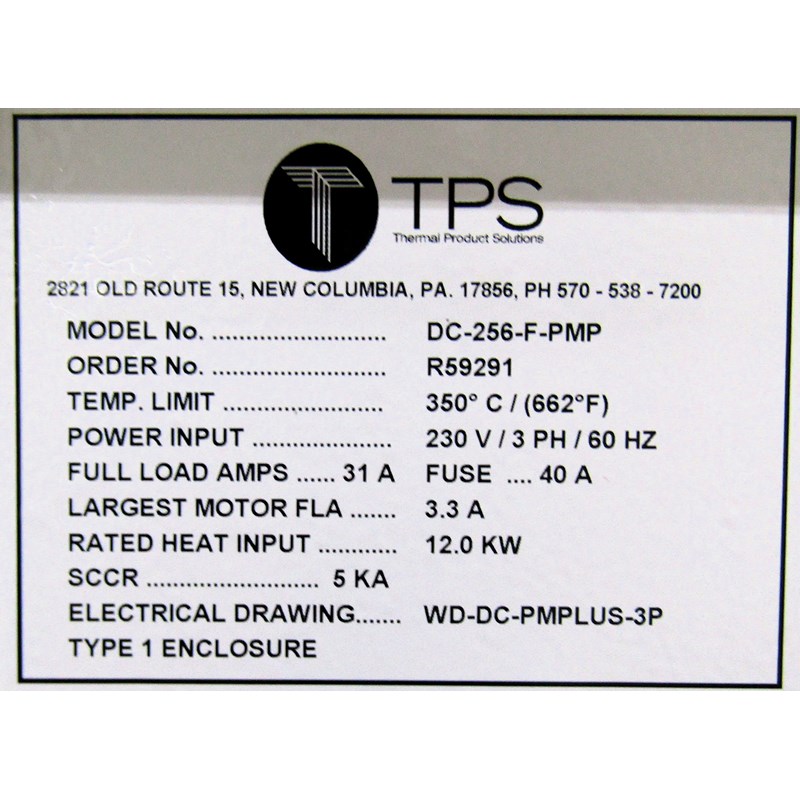 TPS
Thermal Product Solutions
2821 OLD ROUTE 15, NEW COLUMBIA, PA. 17856, PH 570 - 538 - 7200
MODEL No. .......................... DC-256-F-PMP
ORDER No. .......................... R59291
TEMP. LIMIT ........................ 350° C / (662°F)
POWER INPUT ..................... 230 V / 3 PH / 60 HZ
FULL LOAD AMPS ...... 31 A FUSE .... 40 A
LARGEST MOTOR FLA ....... 3.3 A
RATED HEAT INPUT ............ 12.0 KW
SCCR .......................... 5 KA
ELECTRICAL DRAWING....... WD-DC-PMPLUS-3P
TYPE 1 ENCLOSURE